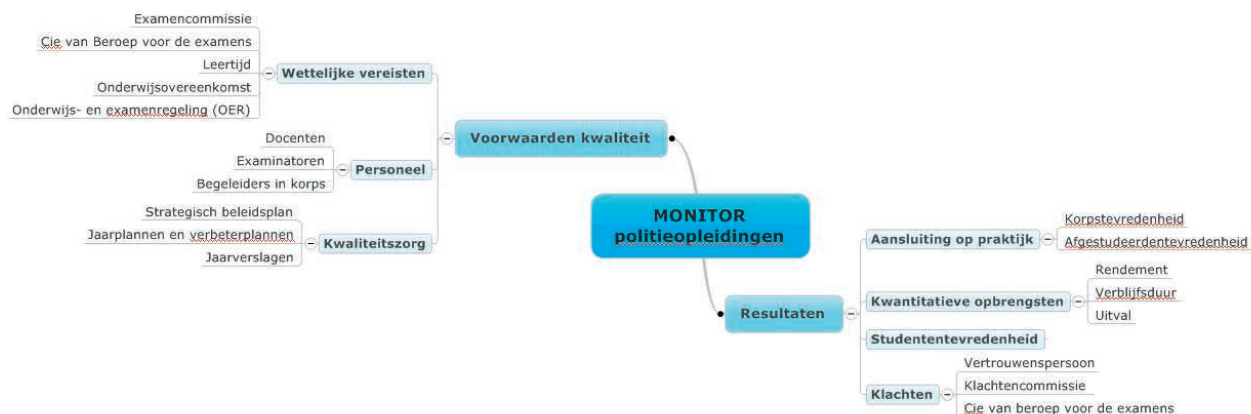 Examencommissie
Cie van Beroep voor de examens
Leertijd
Onderwijsovereenkomst
Onderwijs- en examenregeling (OER)
Wettelijke vereisten
Docenten
Examinatoren
Begeleiders in korps
Personeel
Strategisch beleidsplan
Jaarplannen en verbeterplannen
Jaarverslagen
Kwaliteitszorg
Voorwaarden kwaliteit
MONITOR
politieopleidingen
Resultaten
Aansluiting op praktijk
Korpstevredenheid
Afgestudeerdentevredenheid
Kwantitatieve opbrengsten
Rendement
Verblijfsduur
Uitval
Studententevredenheid
Klachten
Vertrouwenspersoon
Klachtencommissie
Cie van beroep voor de examens